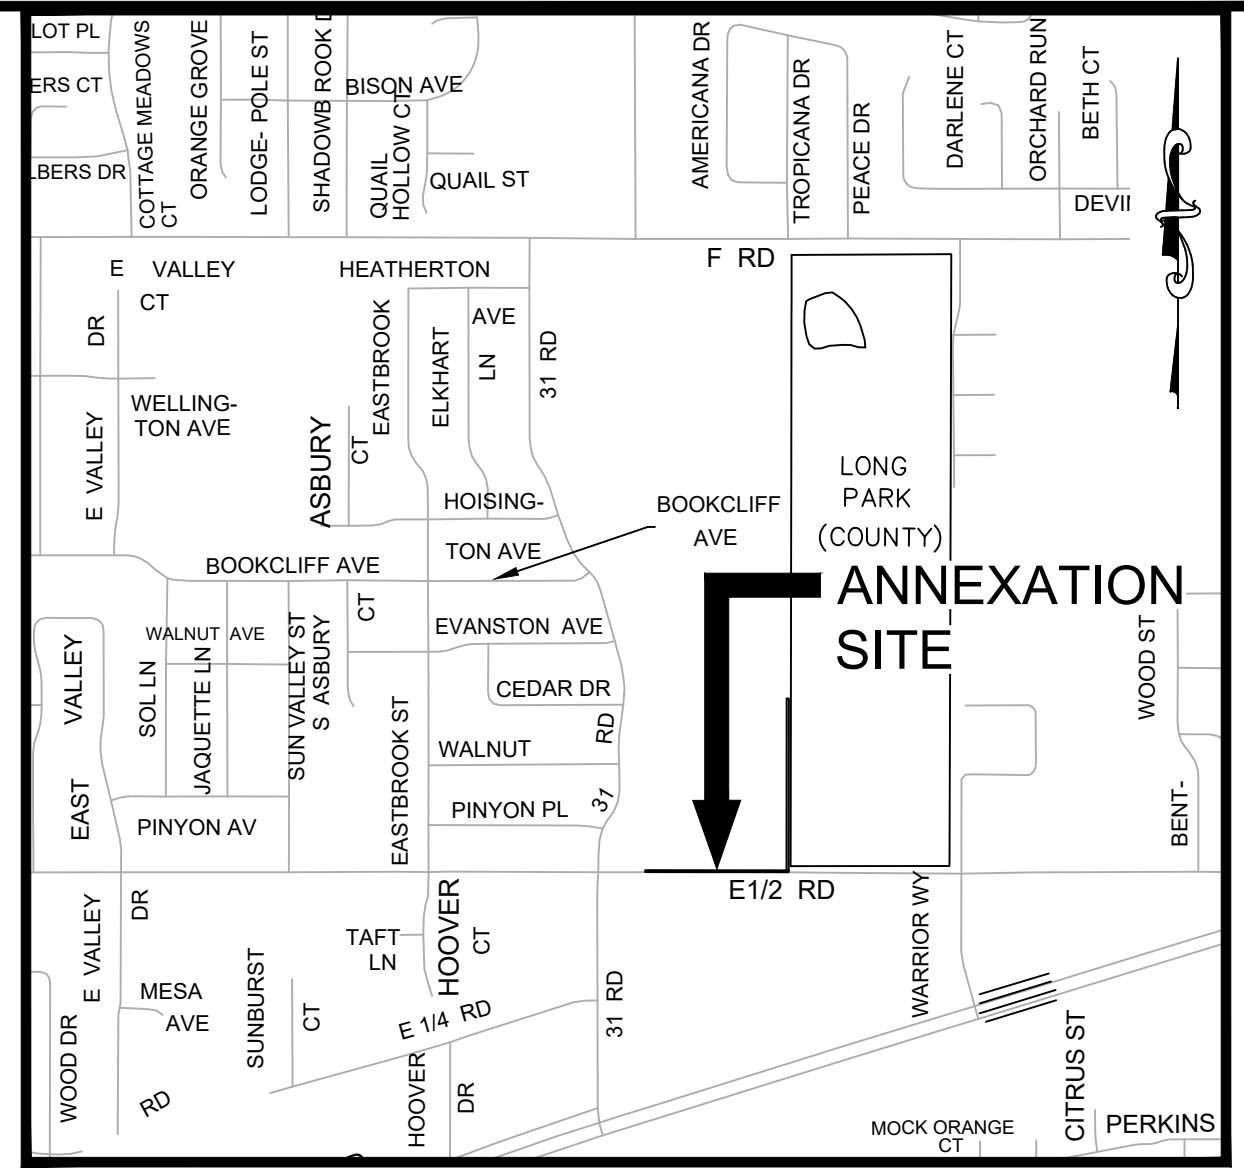 LOT PL
ERS CT
LBERS DR
COTTAGE MEADOWS
CT
ORANGE GROVE
LODGE- POLE ST
SHADOWB ROOK
BISON AVE
QUAIL
HOLLOW CT
QUAIL ST
AMERICANA DR
TROPICANA DR
PEACE DR
DARLENE CT
ORCHARD RUN
BETH CT
DEVIN
F RD
E VALLEY
CT
DR
HEATHERTON
AVE
EASTBROOK
ELKHART
LN
31 RD
WELLING-
TON AVE
E VALLEY
ASBURY
CT
HOISING-
TON AVE
BOOKCLIFF
AVE
LONG
PARK
(COUNTY)
BOOKCLIFF AVE
ANNEXATION
SITE
WALNUT AVE
SOL LN
JAQUETTE LN
SUN VALLEY ST
S ASBURY
CT
EVANSTON AVE
CEDAR DR
VALLEY
EAST
WOOD ST
WALNUT
RD
31
EASTBROOK ST
PINYON PL
PINYON AV
BENT-
E1/2 RD
E VALLEY
DR
HOOVER
CT
TAFT
LN
WARRIOR WY
MESA
AVE
SUNBURST
CT
E 1/4 RD
31 RD
WOOD DR
RD
HOOVER
DR
CITRUS ST
MOCK ORANGE
CT
PERKINS